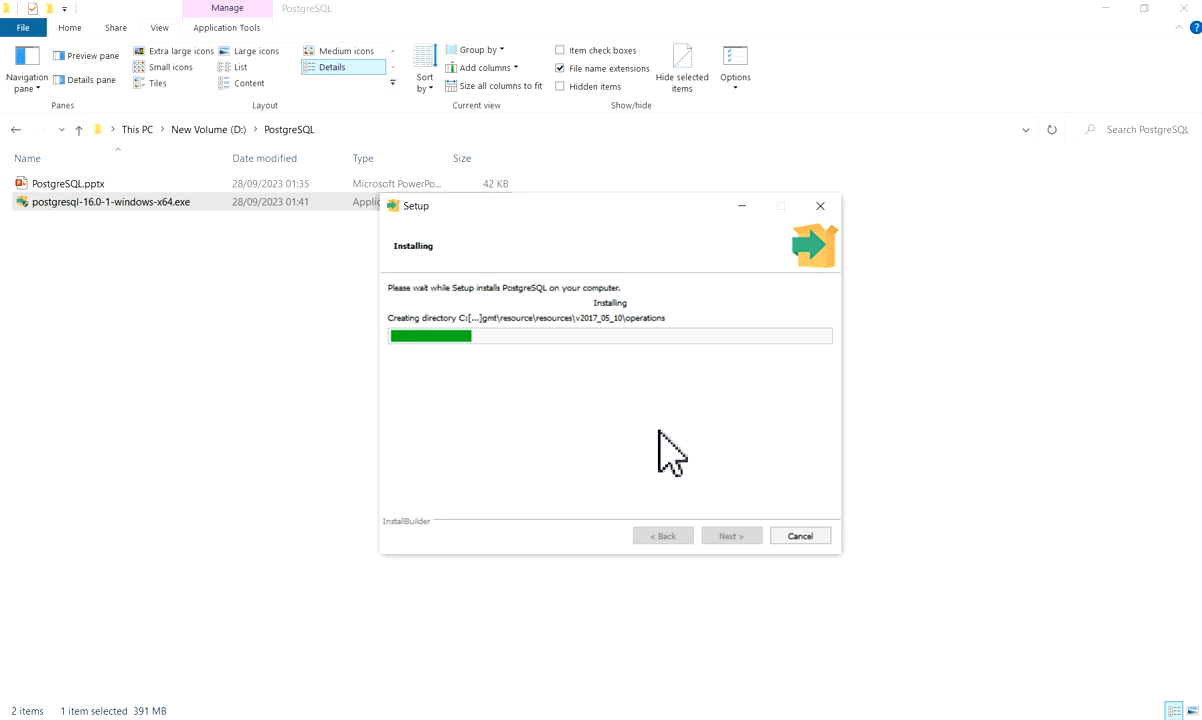 Manage
PostgreSQL
File
Home
Share
View
Application Tools
Navigation pane
Preview pane
Details pane
Panes
Extra large icons
Large icons
Medium icons
Small icons
List
Details
Tiles
Content
Layout
Sort by
Group by
Add columns
Size all columns to fit
Current view
Item check boxes
File name extensions
Hidden items
Hide selected items
Show/hide
Options
This PC > New Volume (D:) > PostgreSQL
Search PostgreSQL
Name Date modified Type Size
PostgreSQL.pptx 28/09/2023 01:35 Microsoft PowerPo... 42 KB
postgresql-16.0-1-windows-x64.exe 28/09/2023 01:41 Applic
Setup
Installing
Please wait while Setup installs PostgreSQL on your computer.
Installing
Creating directory C:[...]gmt\resource\resources\v2017_05_10\operations
InstallBuilder
< Back
Next >
Cancel
2 items 1 item selected 391 MB